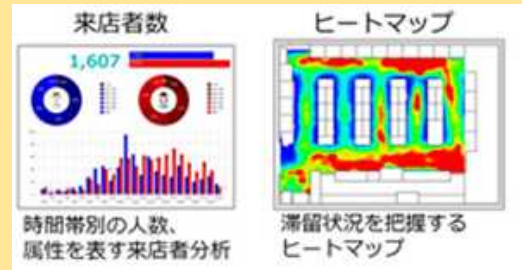 来店者数
1,607
時間帯別の人数、
属性を表す来店者分析
ヒートマップ
滞留状況を把握する
ヒートマップ